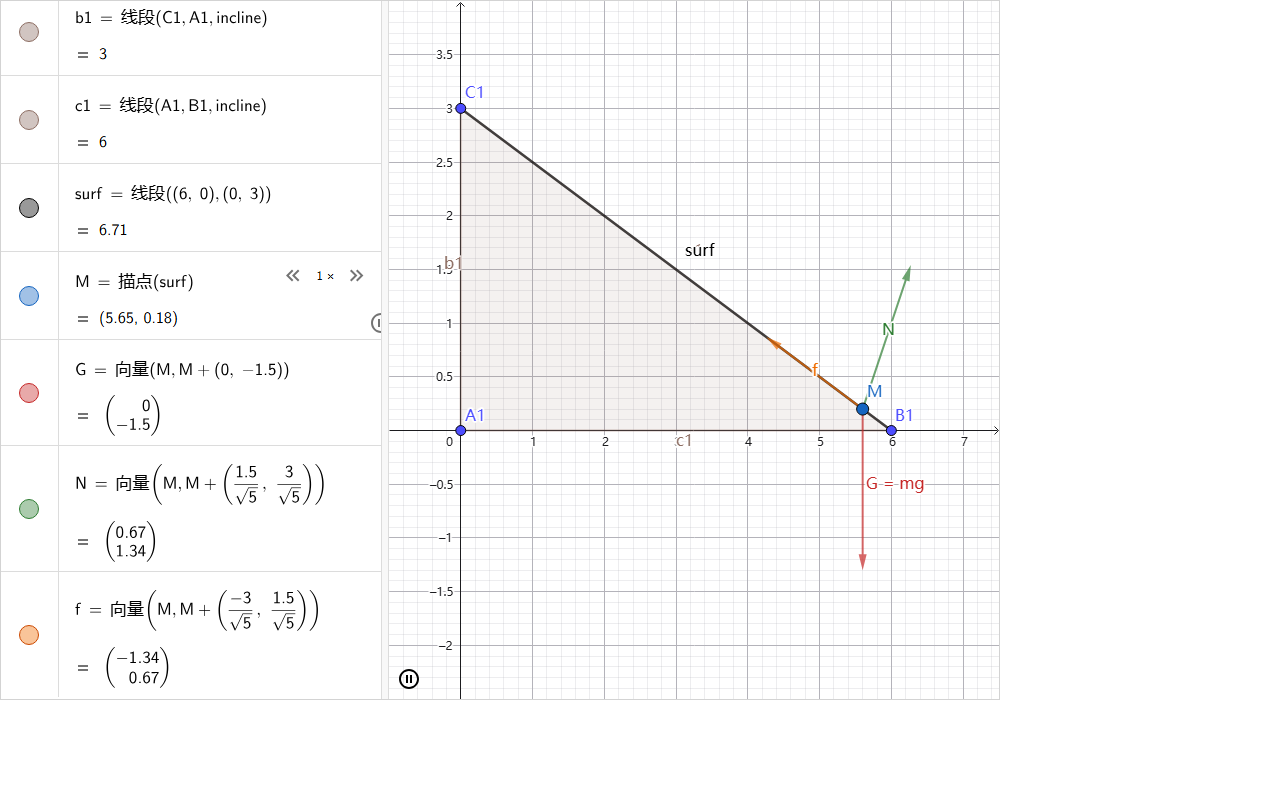 b1 = 线段(C1, A1, incline)
= 3
c1 = 线段(A1, B1, incline)
= 6
surf = 线段((6, 0), (0, 3))
= 6.71
M = 描点(surf)
1 ×
= (5.65, 0.18)
G = 向量(M, M + (0, −1.5))
= (0
−1.5)
N = 向量(M, M + (1.5/√5, 3/√5))
= (0.67
1.34)
f = 向量(M, M + (−3/√5, 1.5/√5))
= (−1.34
0.67)
3.5
C1
3
2.5
2
surf
b1
1.5
1
N
f
0.5
M
A1
B1
0
1
2
c1
4
5
6
7
−0.5
G = mg
−1
−1.5
−2